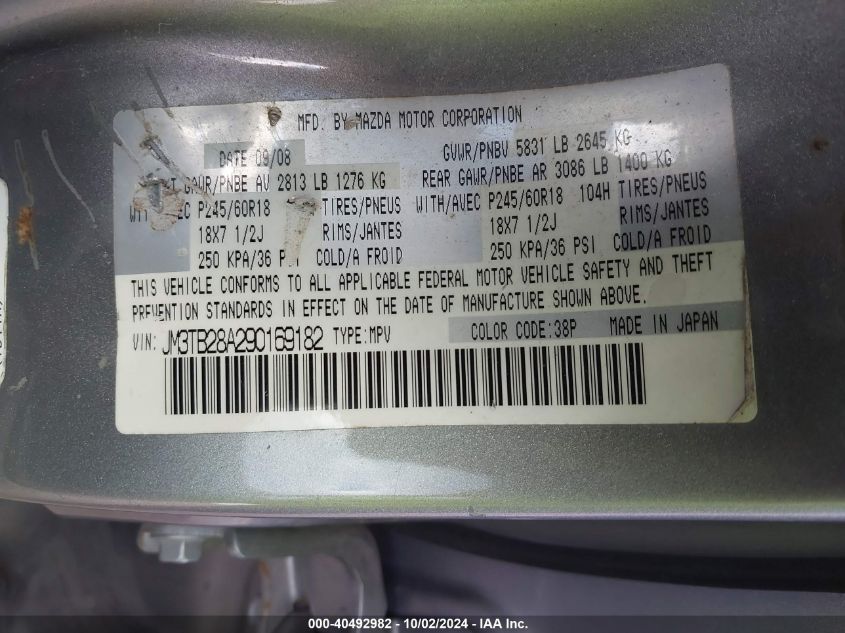 MFD. BY MAZDA MOTOR CORPORATION
DATE 09/08 GVWR/PNBV 5831 LB 2645 KG
GAWR/PNBE AV 2813 LB 1276 KG REAR GAWR/PNBE AR 3086 LB 1400 KG
P245/60R18 TIRES/PNEUS WITH/AVEC P245/60R18 104H TIRES/PNEUS
18X7 1/2J RIMS/JANTES 18X7 1/2J RIMS/JANTES
250 KPA/36 PSI COLD/A FROID 250 KPA/36 PSI COLD/A FROID
THIS VEHICLE CONFORMS TO ALL APPLICABLE FEDERAL MOTOR VEHICLE SAFETY AND THEFT
PREVENTION STANDARDS IN EFFECT ON THE DATE OF MANUFACTURE SHOWN ABOVE.
VIN: JM3TB28A290169182 TYPE:MPV COLOR CODE:38P MADE IN JAPAN
000-40492982 - 10/02/2024 - IAA Inc.